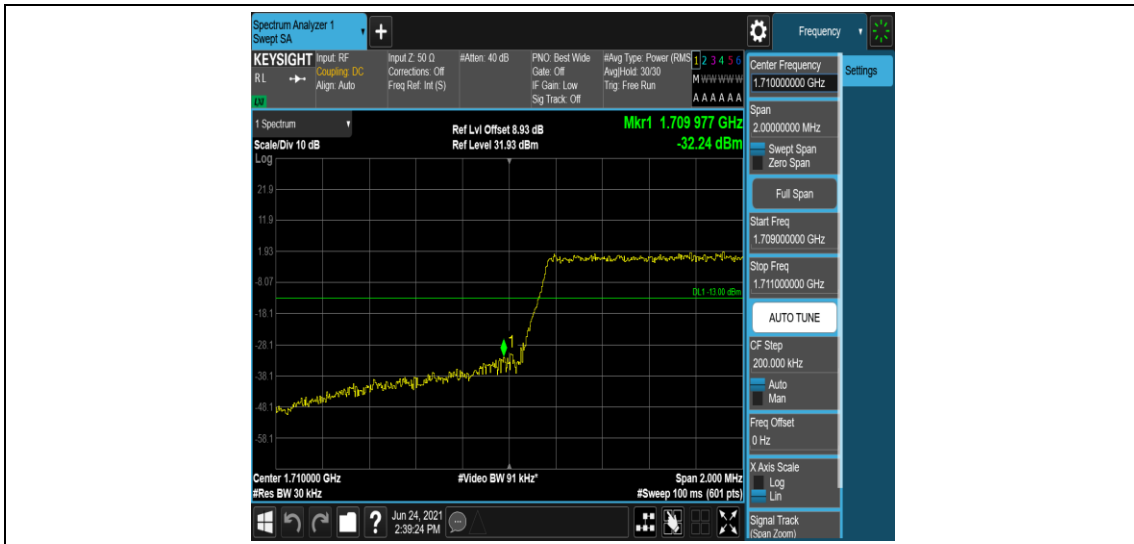 Spectrum Analyzer 1
Swept SA
+
Frequency
KEYSIGHT
RL
LXI
Input: RF
Coupling: DC
Align: Auto
Input Z: 50 Ω
Corrections: Off
Freq Ref: Int (S)
#Atten: 40 dB
PNO: Best Wide
Gate: Off
IF Gain: Low
Sig Track: Off
#Avg Type: Power (RMS
Avg|Hold: 30/30
Trig: Free Run
1 2 3 4 5 6
M W W W W W
A A A A A A
1 Spectrum
Scale/Div 10 dB
Log
Ref Lvl Offset 8.93 dB
Ref Level 31.93 dBm
Mkr1 1.709 977 GHz
-32.24 dBm
21.9
11.9
1.93
-8.07
-18.1
-28.1
-38.1
-48.1
-58.1
DL1 -13.00 dBm
1
Center 1.710000 GHz
#Res BW 30 kHz
#Video BW 91 kHz*
Span 2.000 MHz
#Sweep 100 ms (601 pts)
Center Frequency
1.710000000 GHz
Settings
Span
2.00000000 MHz
Swept Span
Zero Span
Full Span
Start Freq
1.709000000 GHz
Stop Freq
1.711000000 GHz
AUTO TUNE
CF Step
200.000 kHz
Auto
Man
Freq Offset
0 Hz
X Axis Scale
Log
Lin
Signal Track
(Span Zoom)
?
Jun 24, 2021
2:39:24 PM